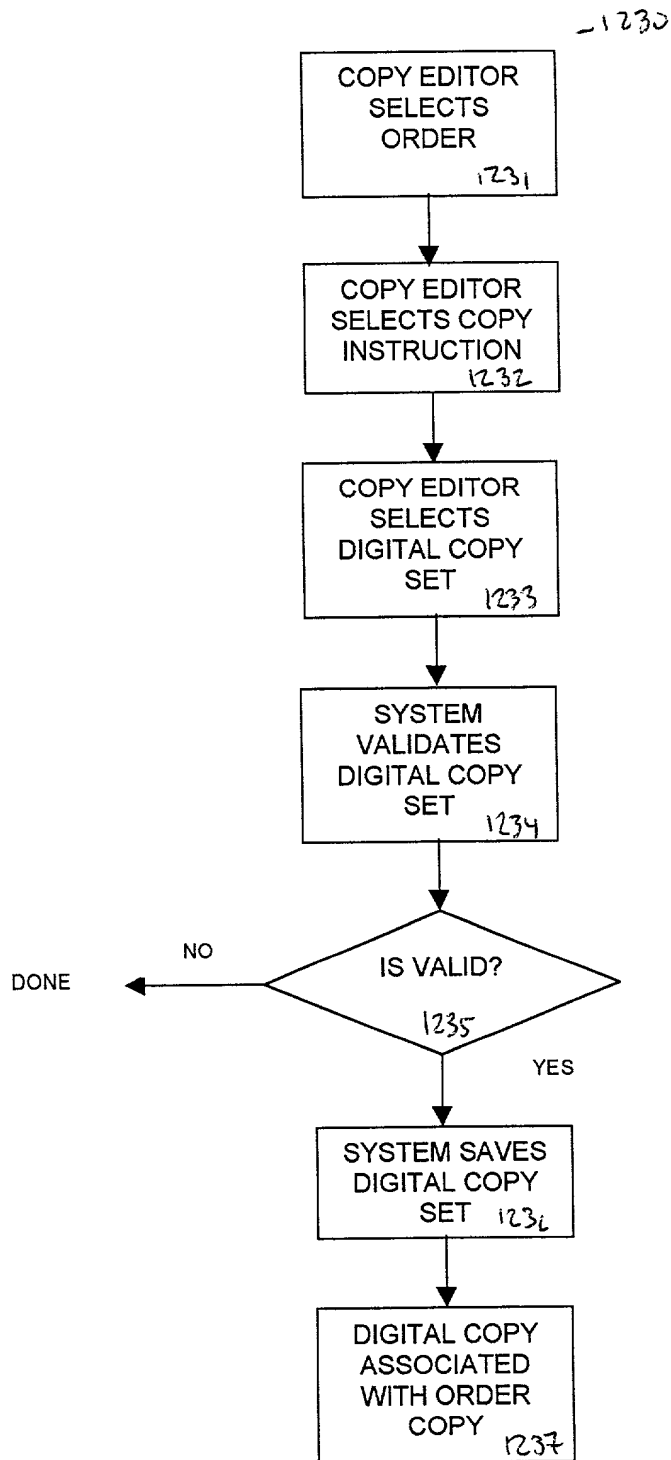 1230
COPY EDITOR
SELECTS
ORDER
1231
COPY EDITOR
SELECTS COPY
INSTRUCTION
1232
COPY EDITOR
SELECTS
DIGITAL COPY
SET
1233
SYSTEM
VALIDATES
DIGITAL COPY
SET
1234
IS VALID?
1235
NO
DONE
YES
SYSTEM SAVES
DIGITAL COPY
SET 1236
DIGITAL COPY
ASSOCIATED
WITH ORDER
COPY
1237